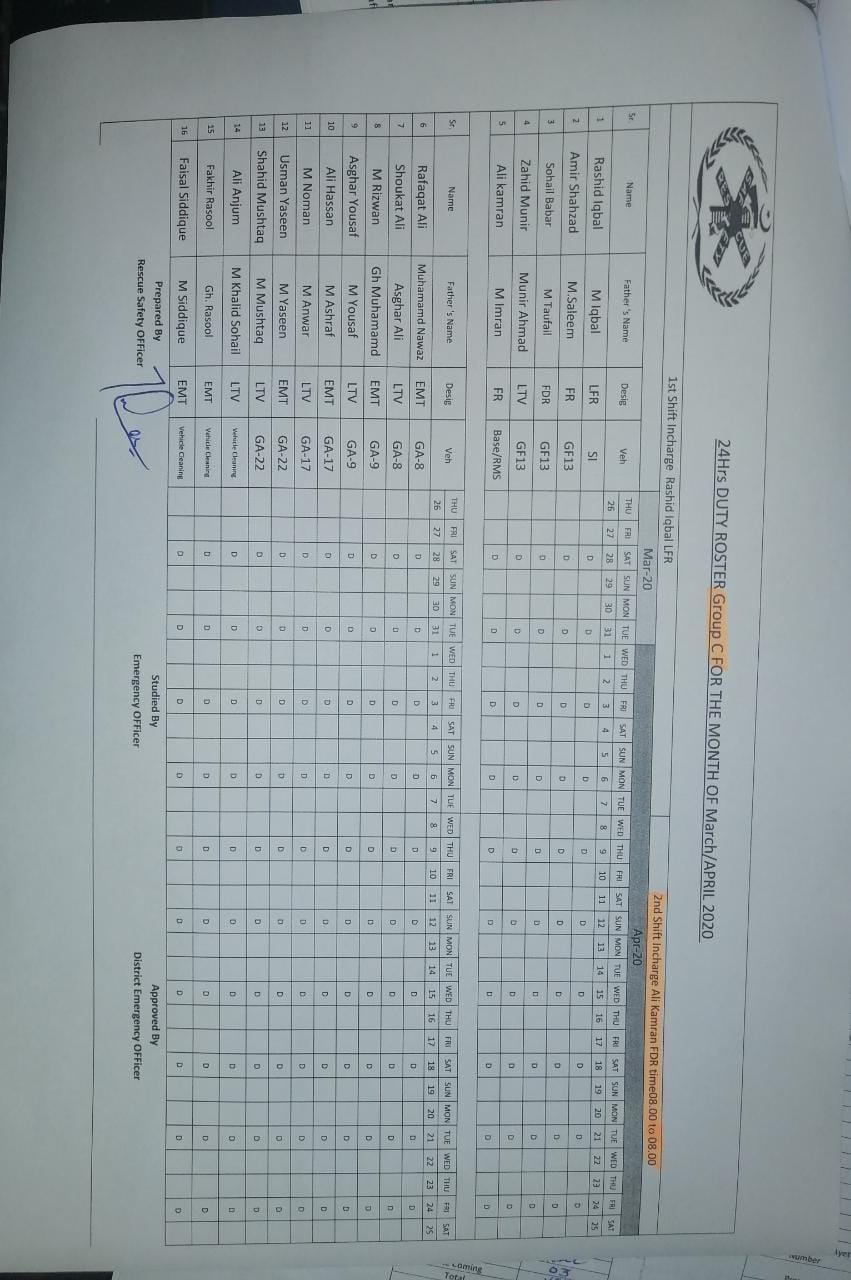 24Hrs DUTY ROSTER Group C FOR THE MONTH OF March/APRIL 2020
1st Shift Incharge Rashid Iqbal LFR 2nd Shift Incharge Ali Kamran FDR time08.00 to 08.00
Mar-20 Apr-20
Sr. Name Father 's Name Desig Veh THU FRI SAT SUN MON TUE WED THU FRI SAT SUN MON TUE WED THU FRI SAT SUN MON TUE WED THU FRI SAT SUN MON TUE WED THU FRI SAT
26 27 28 29 30 31 1 2 3 4 5 6 7 8 9 10 11 12 13 14 15 16 17 18 19 20 21 22 23 24 25
1 Rashid Iqbal M Iqbal LFR SI D D D D D D D D D D
2 Amir Shahzad M.Saleem FR GF13 D D D D D D D D D D
3 Sohail Babar M Taufail FDR GF13 D D D D D D D D D D
4 Zahid Munir Munir Ahmad LTV GF13 D D D D D D D D D D
5 Ali kamran M Imran FR Base/RMS D D D D D D D D D D
Sr. Name Father 's Name Desig Veh THU FRI SAT SUN MON TUE WED THU FRI SAT SUN MON TUE WED THU FRI SAT SUN MON TUE WED THU FRI SAT SUN MON TUE WED THU FRI SAT
26 27 28 29 30 31 1 2 3 4 5 6 7 8 9 10 11 12 13 14 15 16 17 18 19 20 21 22 23 24 25
6 Rafaqat Ali Muhamamd Nawaz EMT GA-8 D D D D D D D D D D
7 Shoukat Ali Asghar Ali LTV GA-8 D D D D D D D D D D
8 M Rizwan Gh Muhamamd EMT GA-9 D D D D D D D D D D
9 Asghar Yousaf M Yousaf LTV GA-9 D D D D D D D D D D
10 Ali Hassan M Ashraf EMT GA-17 D D D D D D D D D D
11 M Noman M Anwar LTV GA-17 D D D D D D D D D D
12 Usman Yaseen M Yaseen EMT GA-22 D D D D D D D D D D
13 Shahid Mushtaq M Mushtaq LTV GA-22 D D D D D D D D D D
14 Ali Anjum M Khalid Sohail LTV Vehicle Cleaning D D D D D D D D D D
15 Fakhir Rasool Gh. Rasool EMT Vehicle Cleaning D D D D D D D D D D
16 Faisal Siddique M Siddique EMT Vehicle Cleaning D D D D D D D D D D
Prepared By Studied By Approved By
Rescue Safety OFficer Emergency OFFicer District Emergency OFficer